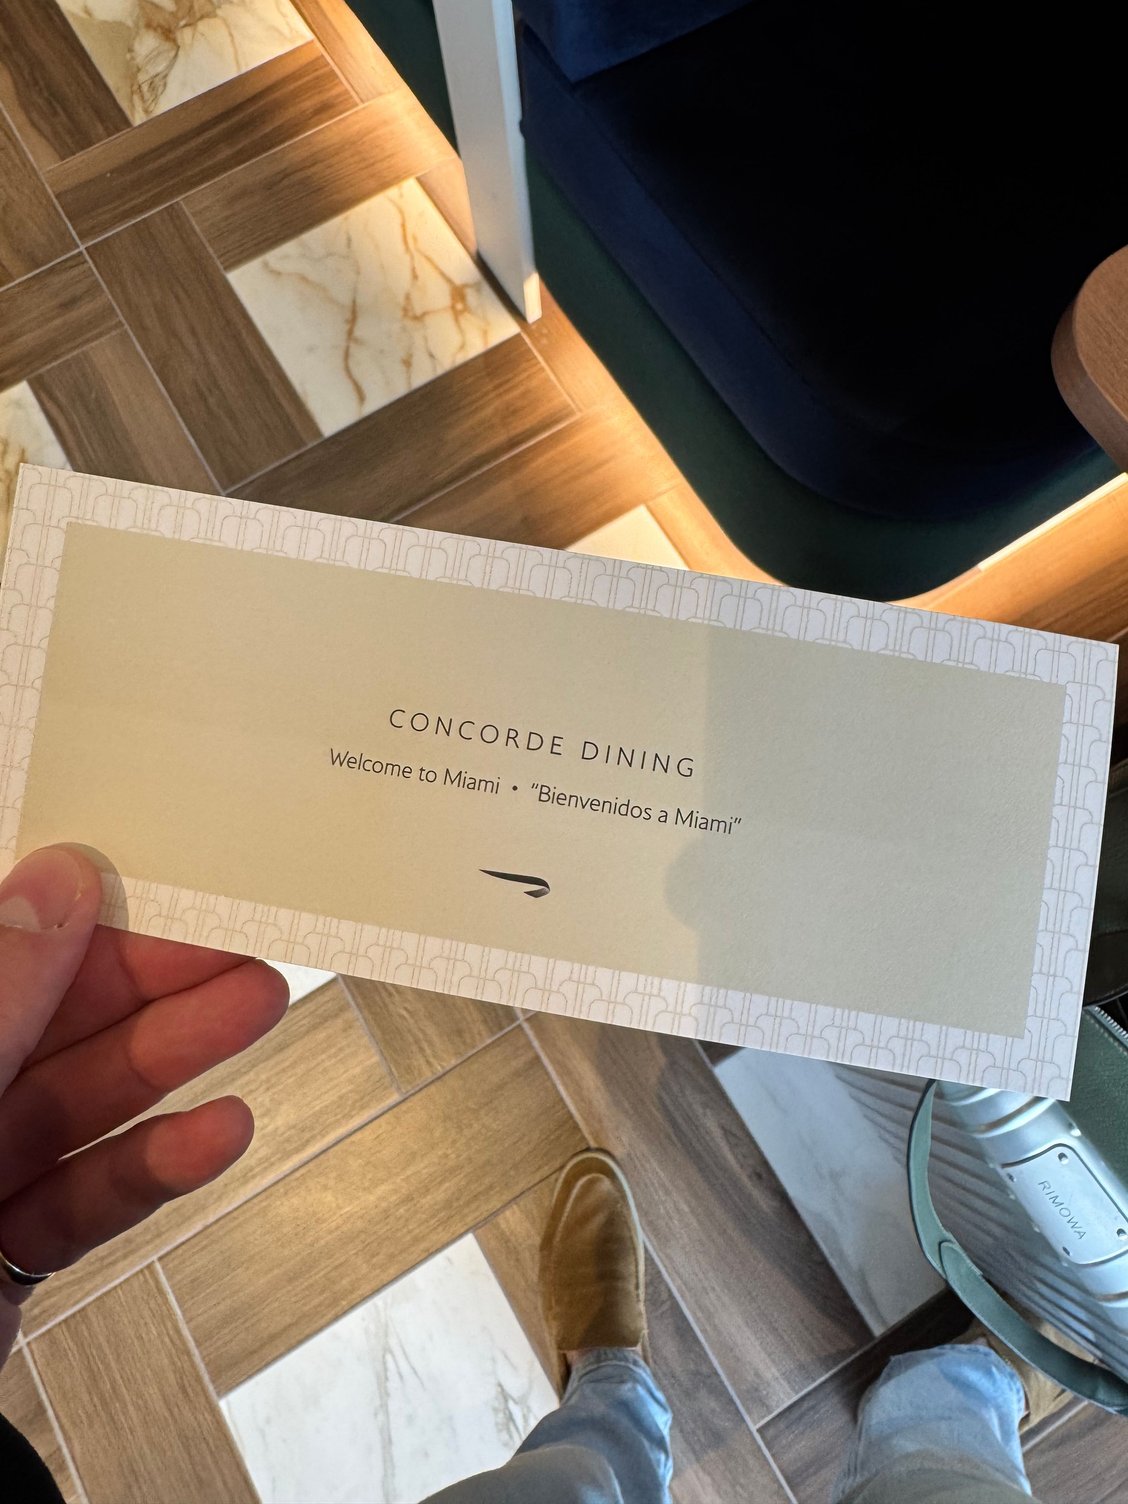 CONCORDE DINING
Welcome to Miami • “Bienvenidos a Miami”
RIMOWA